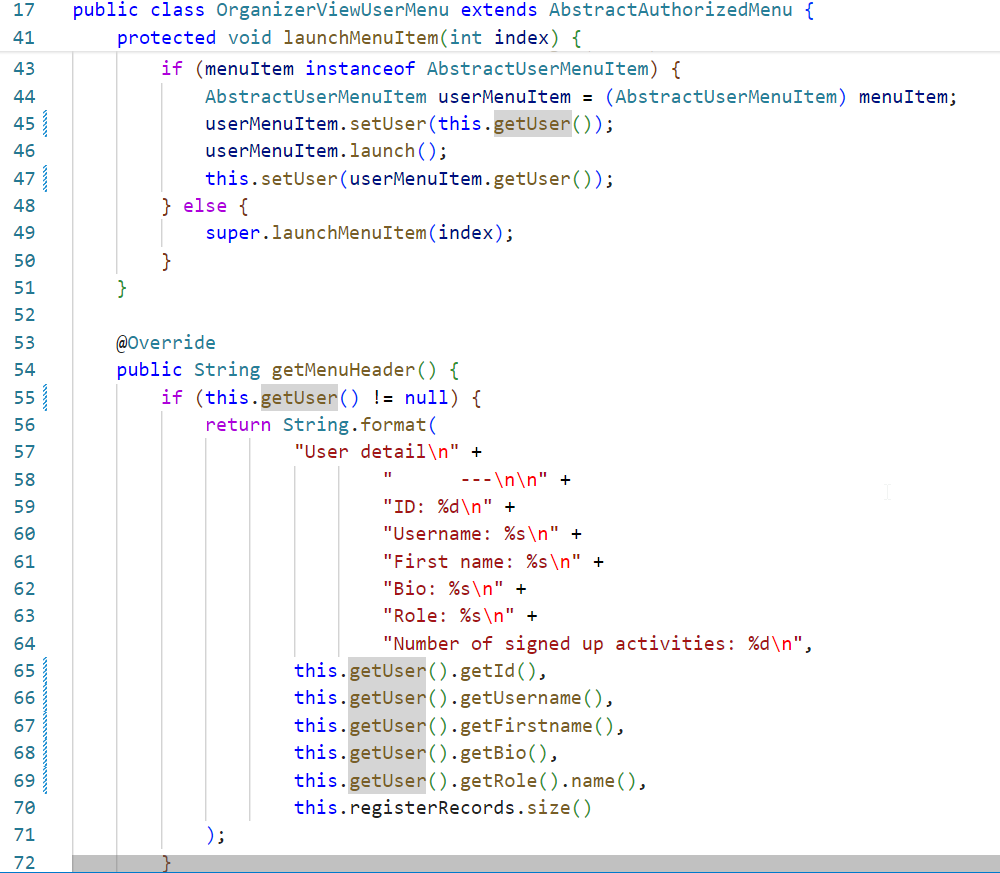 17 public class OrganizerViewUserMenu extends AbstractAuthorizedMenu {
41 protected void launchMenuItem(int index) {
43 if (menuItem instanceof AbstractUserMenuItem) {
44 AbstractUserMenuItem userMenuItem = (AbstractUserMenuItem) menuItem;
45 userMenuItem.setUser(this.getUser());
46 userMenuItem.launch();
47 this.setUser(userMenuItem.getUser());
48 } else {
49 super.launchMenuItem(index);
50 }
51 }
52
53 @Override
54 public String getMenuHeader() {
55 if (this.getUser() != null) {
56 return String.format(
57 "User detail\n" +
58 "      ---\n\n" +
59 "ID: %d\n" +
60 "Username: %s\n" +
61 "First name: %s\n" +
62 "Bio: %s\n" +
63 "Role: %s\n" +
64 "Number of signed up activities: %d\n",
65 this.getUser().getId(),
66 this.getUser().getUsername(),
67 this.getUser().getFirstname(),
68 this.getUser().getBio(),
69 this.getUser().getRole().name(),
70 this.registerRecords.size()
71 );
72 }